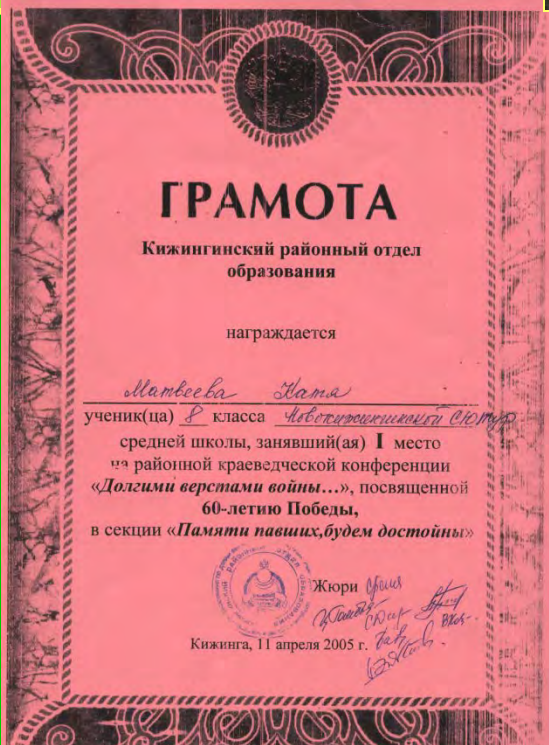 ГРАМОТА
Кижингинский районный отдел
образования
награждается
Матвеева Катя
ученик(ца) 8 класса Новокижингинской СЮТур
средней школы, занявший(ая) I место
на районной краеведческой конференции
«Долгими верстами войны...», посвященной
60-летию Победы,
в секции «Памяти павших,будем достойны»
Жюри
Кижинга, 11 апреля 2005 г.